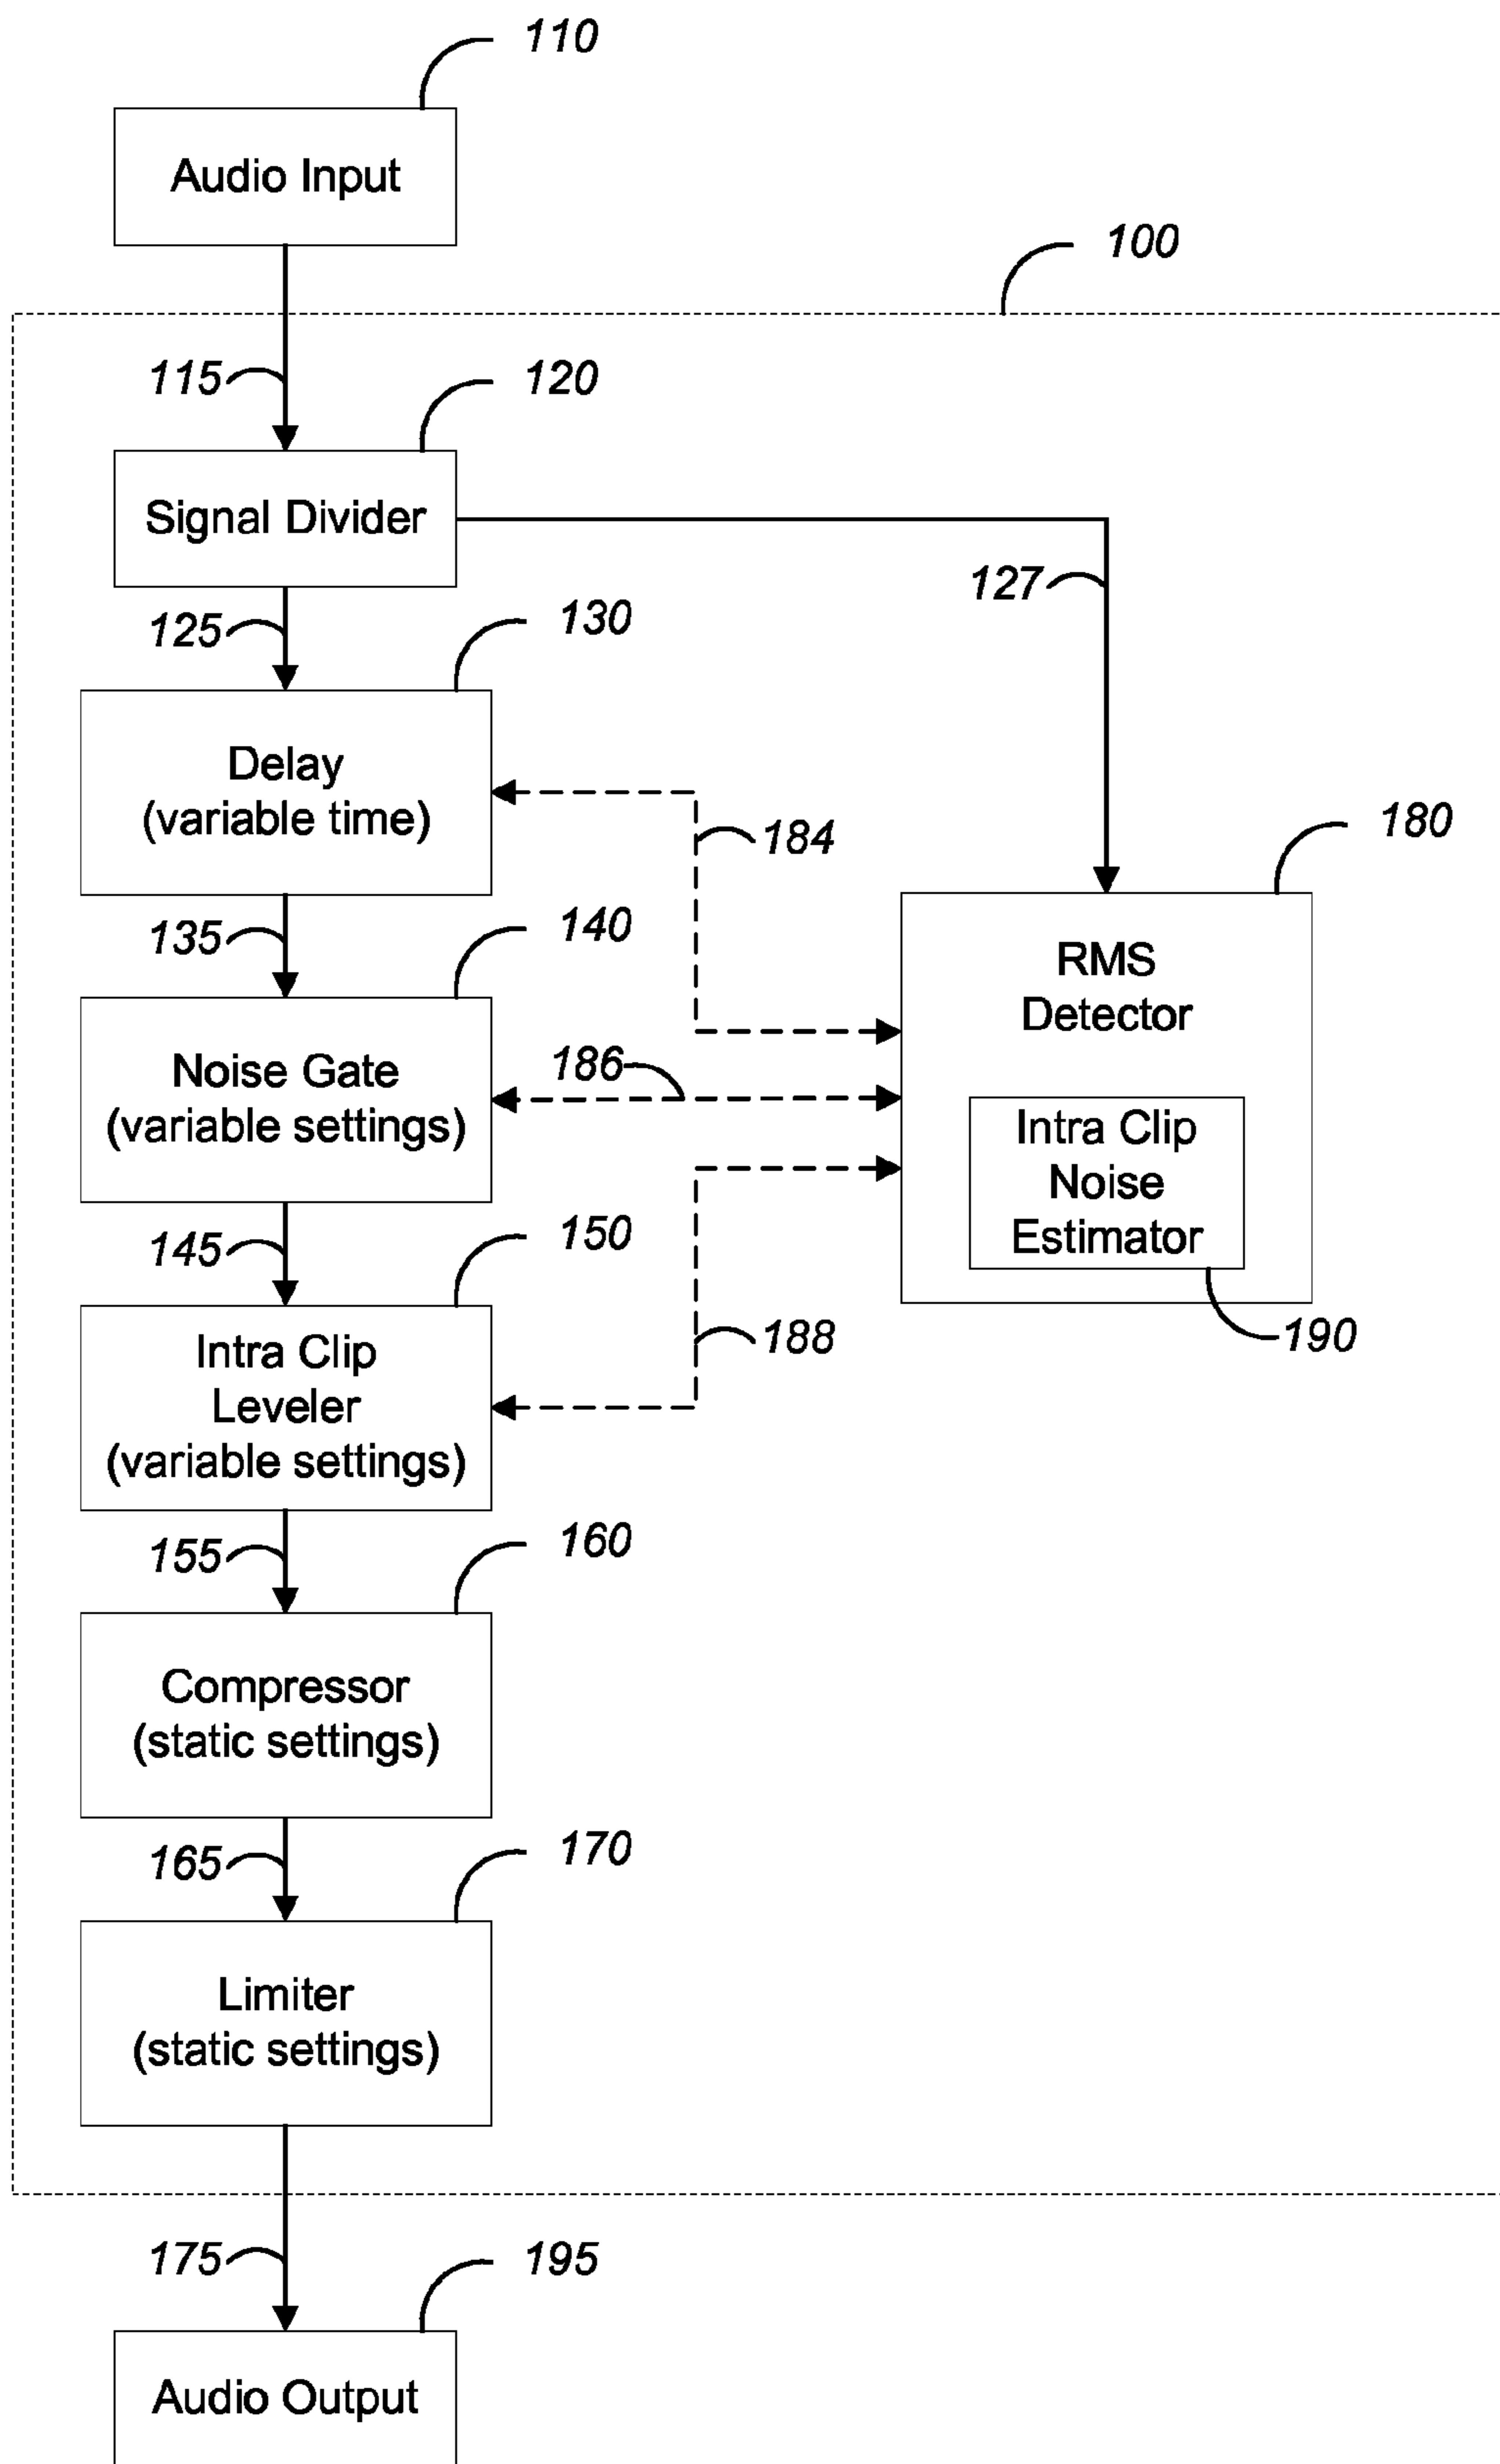 110
Audio Input
100
115
120
Signal Divider
127
125
130
Delay
(variable time)
184
180
135
140
RMS
Detector
Noise Gate
(variable settings)
186
Intra Clip
Noise
Estimator
145
150
190
Intra Clip
Leveler
(variable settings)
188
155
160
Compressor
(static settings)
165
170
Limiter
(static settings)
175
195
Audio Output